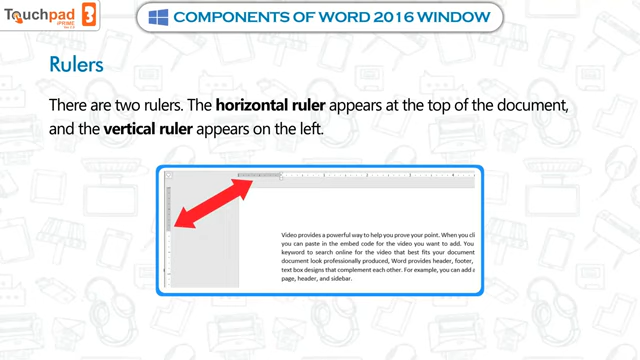 Touchpad
iPRIME
Ver.2.0
3
COMPONENTS OF WORD 2016 WINDOW
Rulers
There are two rulers. The horizontal ruler appears at the top of the document,
and the vertical ruler appears on the left.
Video provides a powerful way to help you prove your point. When you cli
you can paste in the embed code for the video you want to add. You
keyword to search online for the video that best fits your document
document look professionally produced, Word provides header, footer,
text box designs that complement each other. For example, you can add a
page, header, and sidebar.